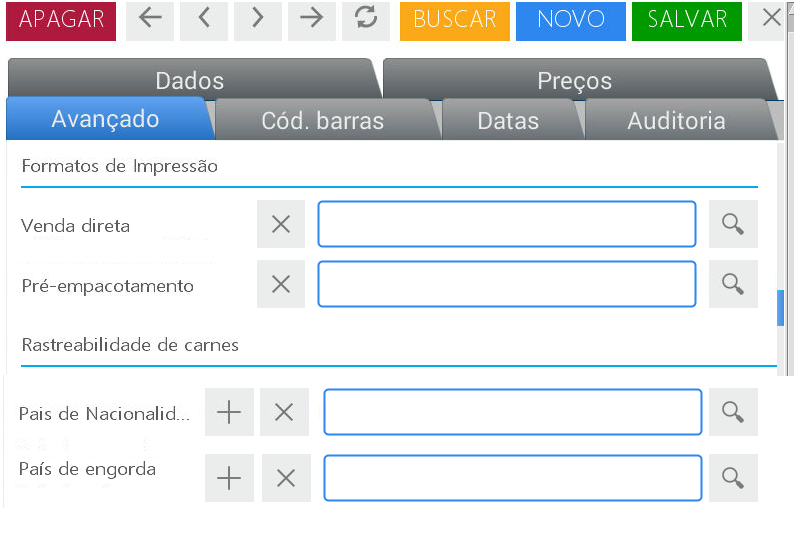 APAGAR BUSCAR NOVO SALVAR
Dados Preços
Avançado Cód. barras Datas Auditoria
Formatos de Impressão
Venda direta
Pré-empacotamento
Rastreabilidade de carnes
Pais de Nacionalid...
País de engorda